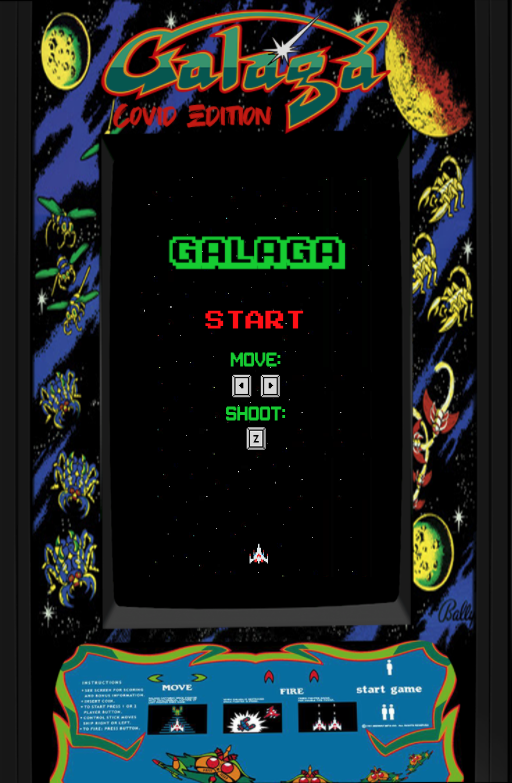 Galaga
COVID EDITION
GALAGA
START
MOVE:
SHOOT:
Z
Bally
INSTRUCTIONS
• SEE SCREEN FOR SCORING
AND BONUS INFORMATION.
• INSERT COIN.
• TO START PRESS 1 OR 2
PLAYER BUTTON.
• CONTROL STICK MOVES
SHIP RIGHT OR LEFT.
• TO FIRE: PRESS BUTTON.
MOVE
FIRE
start game